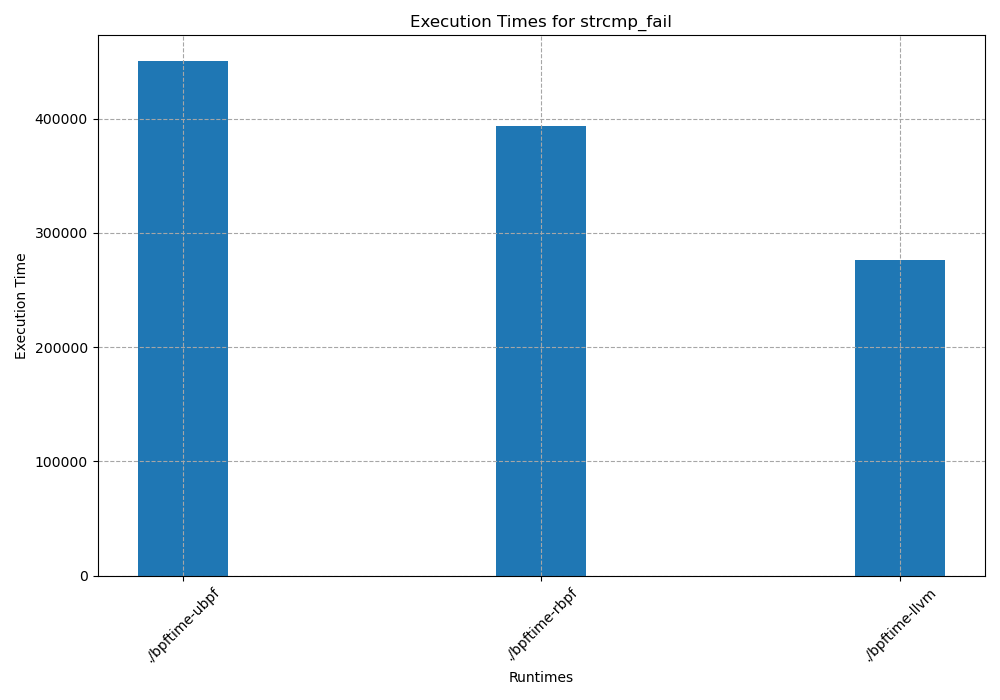 Execution Times for strcmp_fail
Execution Time
400000
300000
200000
100000
0
./bpftime-ubpf
./bpftime-rbpf
./bpftime-llvm
Runtimes